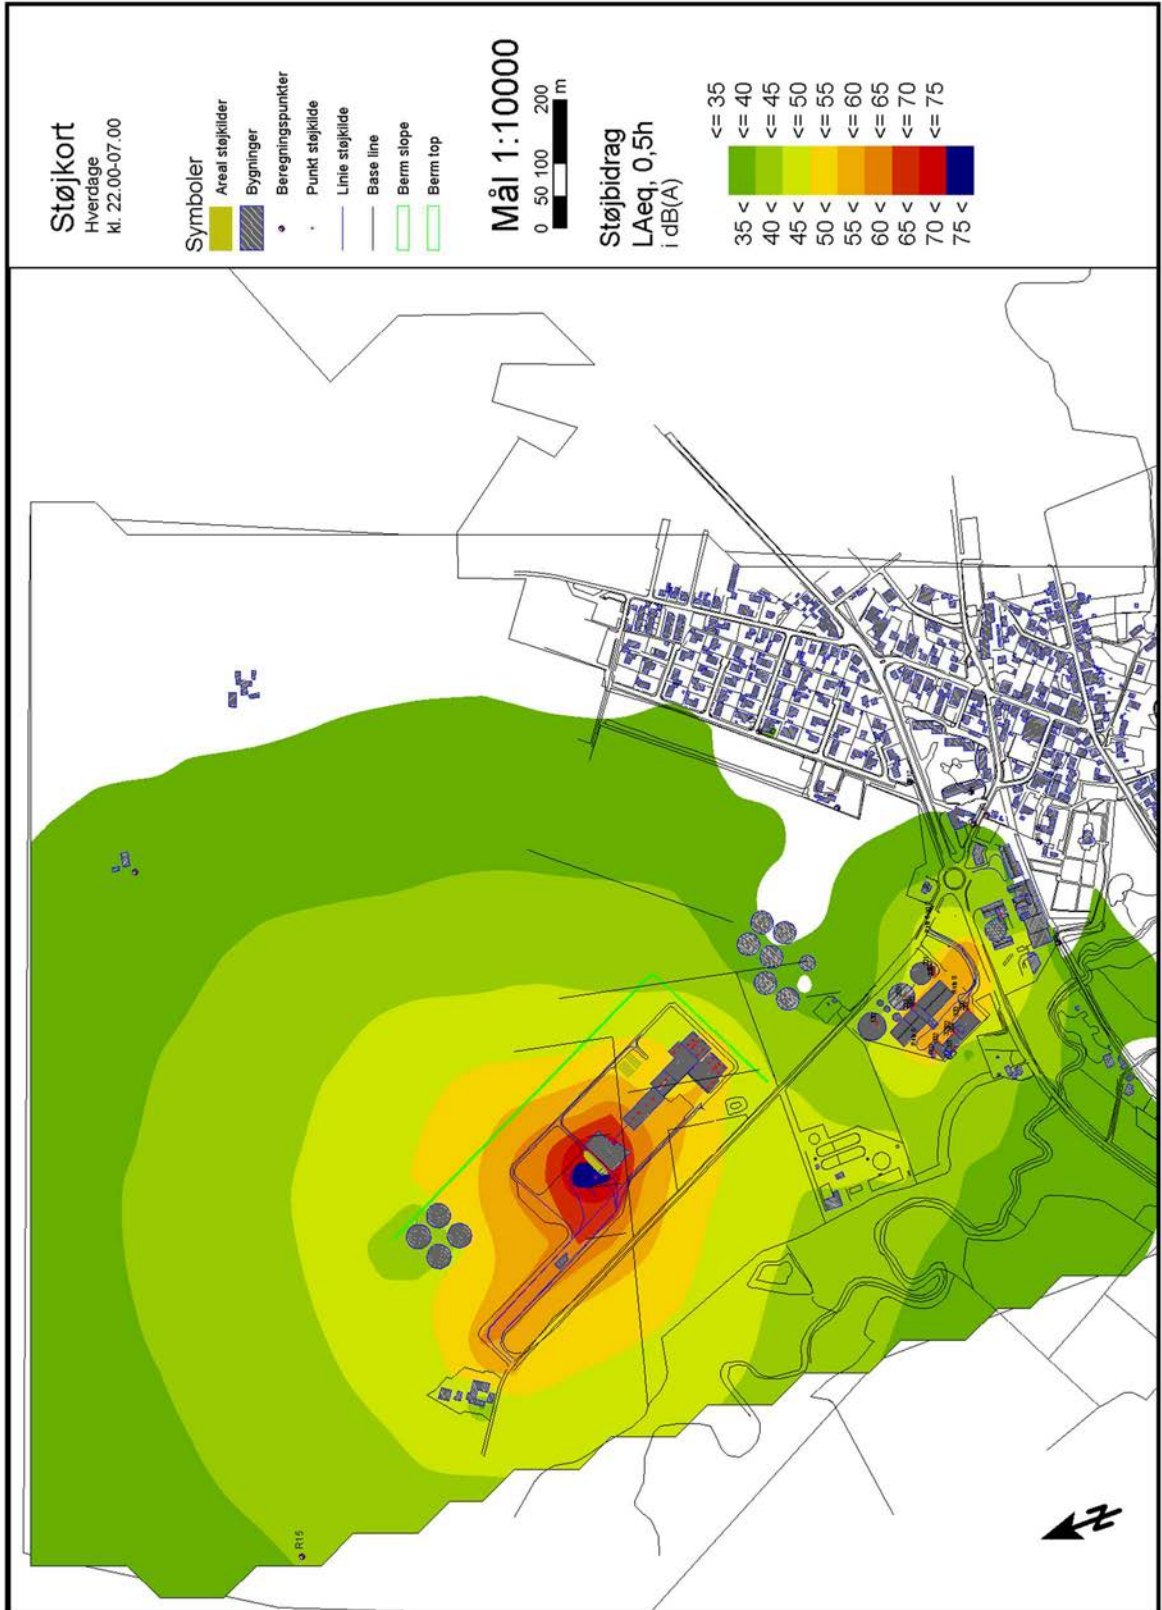 Støjkort
Hverdage
kl. 22.00-07.00
Symboler
Areal støjkilder
Bygninger
Beregningspunkter
Punkt støjkilde
Linie støjkilde
Base line
Berm slope
Berm top
Mål 1:10000
0 50 100 200
m
Støjbidrag
LAeq, 0,5h
i dB(A)
<= 35
35 < <= 40
40 < <= 45
45 < <= 50
50 < <= 55
55 < <= 60
60 < <= 65
65 < <= 70
70 < <= 75
75 <
R15
N